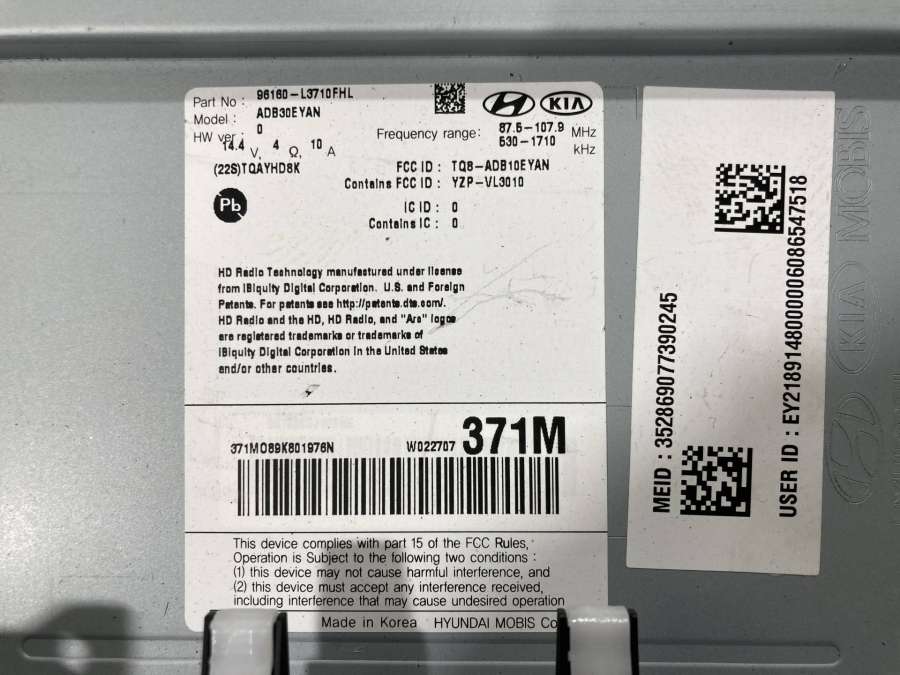 Part No : 96160-L3710FHL
Model : ADB30EYAN
HW ver : 0
14.4 V, 4 Ω, 10 A
(22S)TQAYHD8K
Pb
HYUNDAI KIA
Frequency range: 87.5-107.9 MHz
530-1710 kHz
FCC ID : TQ8-ADB10EYAN
Contains FCC ID : YZP-VL3010
IC ID : 0
Contains IC : 0
HD Radio Technology manufactured under license
from iBiquity Digital Corporation. U.S. and Foreign
Patents. For patents see http://patents.dts.com/.
HD Radio and the HD, HD Radio, and "Arc" logos
are registered trademarks or trademarks of
iBiquity Digital Corporation in the United States
and/or other countries.
371M089K801976N
W022707 371M
This device complies with part 15 of the FCC Rules,
Operation is Subject to the following two conditions :
(1) this device may not cause harmful interference, and
(2) this device must accept any interference received,
including interference that may cause undesired operation
Made in Korea HYUNDAI MOBIS Co
MEID : 352869077390245
USER ID : EY21891480000006086547518
KIA MOBIS